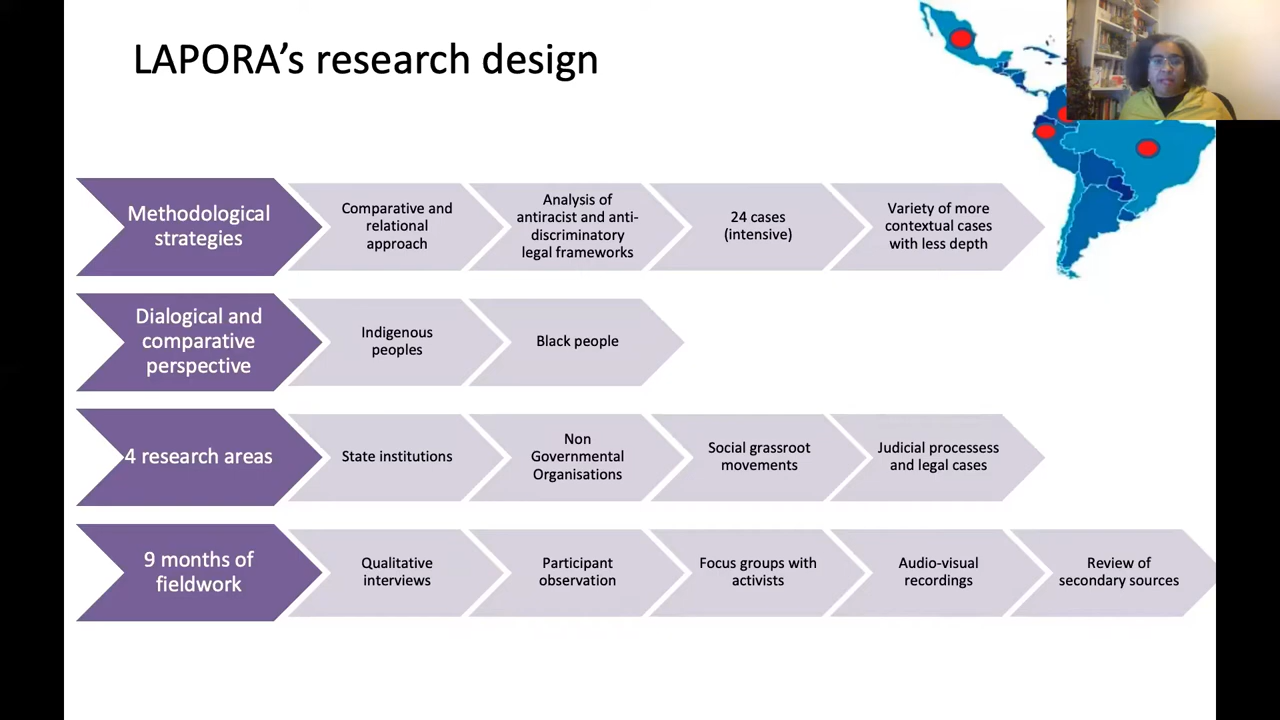 LAPORA’s research design
Methodological
strategies
Comparative and
relational
approach
Analysis of
antiracist and anti-
discriminatory
legal frameworks
24 cases
(intensive)
Variety of more
contextual cases
with less depth
Dialogical and
comparative
perspective
Indigenous
peoples
Black people
4 research areas
State institutions
Non
Governmental
Organisations
Social grassroot
movements
Judicial processess
and legal cases
9 months of
fieldwork
Qualitative
interviews
Participant
observation
Focus groups with
activists
Audio-visual
recordings
Review of
secondary sources